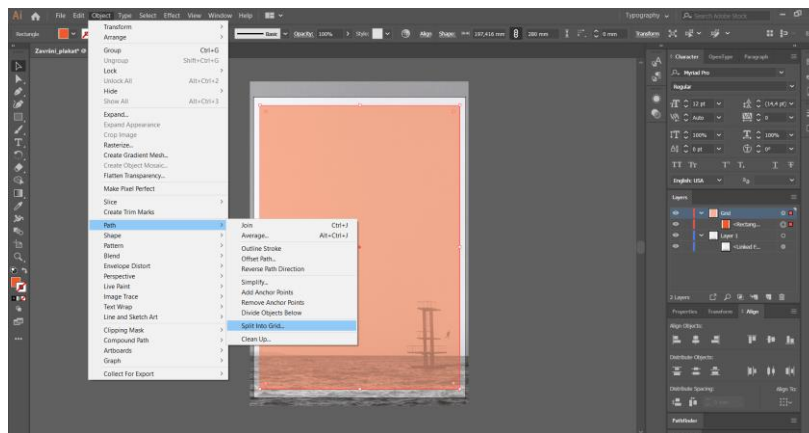 Ai File Edit Object Type Select Effect View Window Help
Typography
Search Adobe Stock
Rectangle
Basic
Opacity: 100%
Style:
Align
Shape:
197,416 mm
280 mm
0 mm
Transform
Zavrsni_plakat*
Transform
Arrange
Group Ctrl+G
Ungroup Shift+Ctrl+G
Lock
Unlock All Alt+Ctrl+2
Hide
Show All Alt+Ctrl+3
Expand...
Expand Appearance
Crop Image
Rasterize...
Create Gradient Mesh...
Create Object Mosaic...
Flatten Transparency...
Make Pixel Perfect
Slice
Create Trim Marks
Path
Shape
Pattern
Blend
Envelope Distort
Perspective
Live Paint
Image Trace
Text Wrap
Line and Sketch Art
Clipping Mask
Compound Path
Artboards
Graph
Collect For Export
Join Ctrl+J
Average... Alt+Ctrl+J
Outline Stroke
Offset Path...
Reverse Path Direction
Simplify...
Add Anchor Points
Remove Anchor Points
Divide Objects Below
Split Into Grid...
Clean Up...
Character OpenType Paragraph
Myriad Pro
Regular
12 pt (14,4 pt)
Auto 0
100% 100%
0 pt 0°
TT Tr T' T, T T
English: USA
Layers
Grid
<Rectang...
Layer 1
<Linked F...
2 Layers
Properties Transform Align
Align Objects:
Distribute Objects:
Distribute Spacing: Align To:
Pathfinder